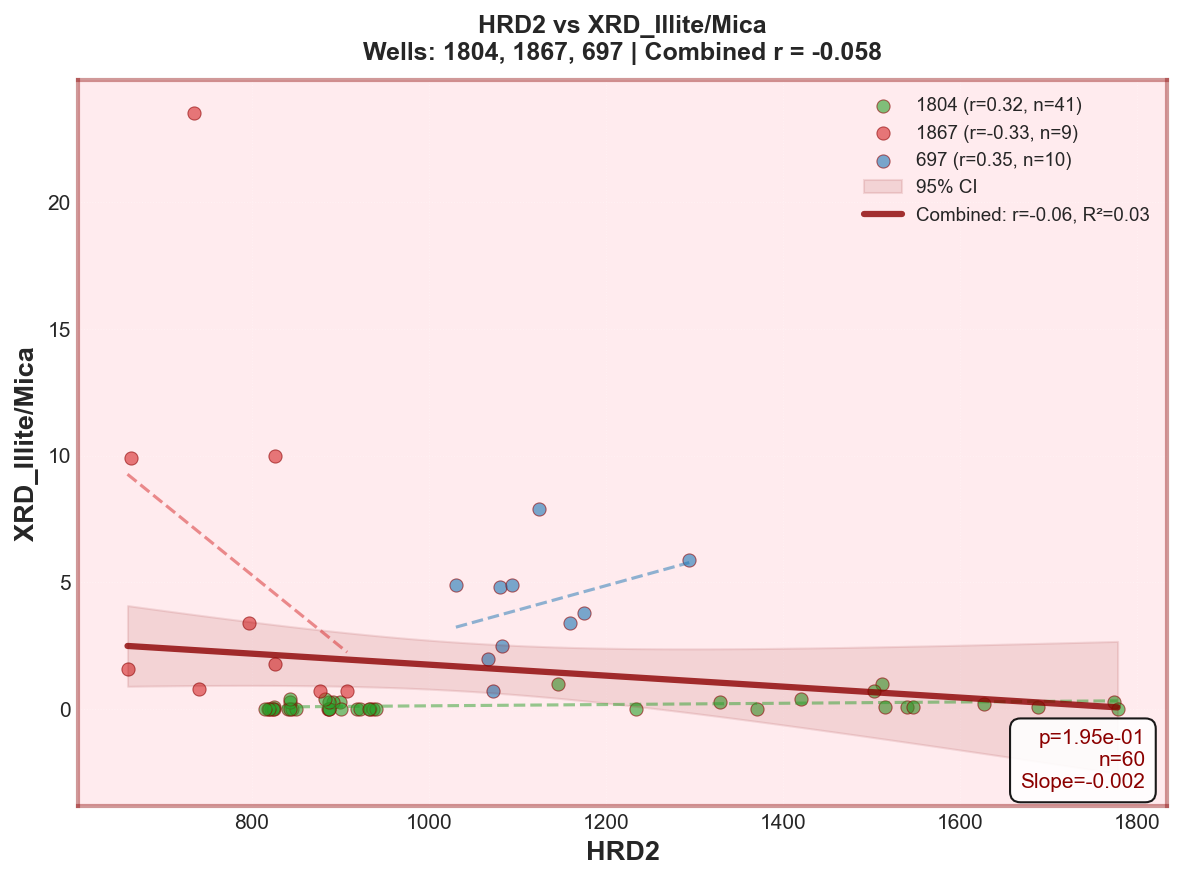 HRD2 vs XRD_Illite/Mica
Wells: 1804, 1867, 697 | Combined r = -0.058
1804 (r=0.32, n=41)
1867 (r=-0.33, n=9)
697 (r=0.35, n=10)
95% CI
Combined: r=-0.06, R²=0.03
XRD_Illite/Mica
20
15
10
5
0
p=1.95e-01
n=60
Slope=-0.002
800
1000
1200
1400
1600
1800
HRD2